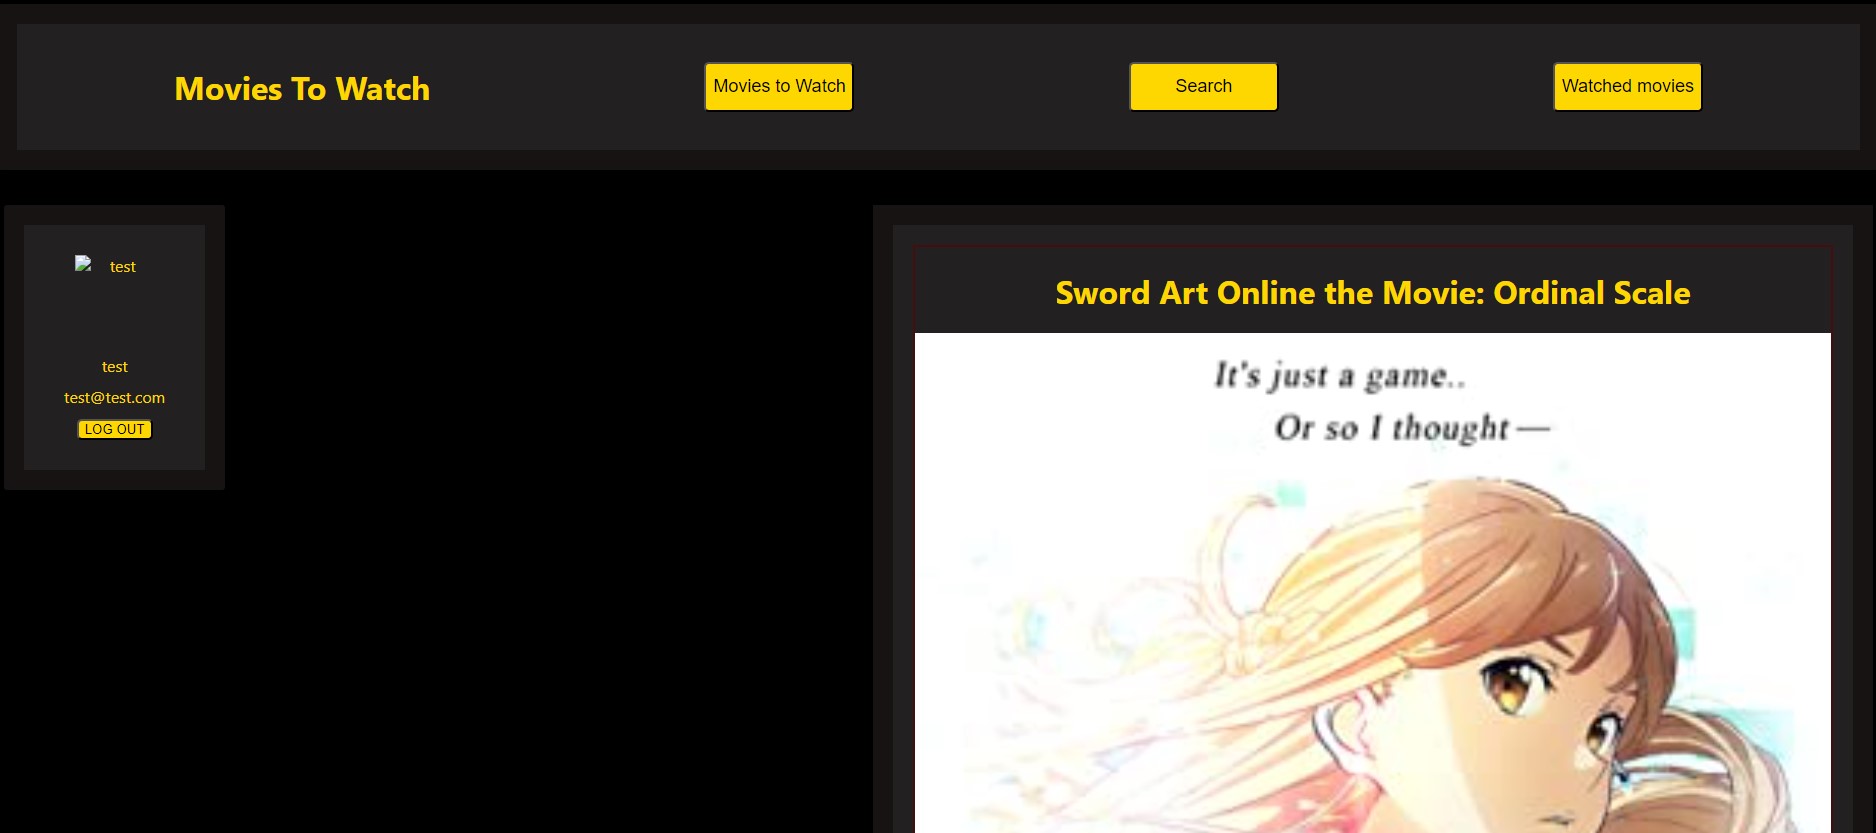 Movies To Watch
Movies to Watch
Search
Watched movies
test
test
test@test.com
LOG OUT
Sword Art Online the Movie: Ordinal Scale
It's just a game..
Or so I thought—